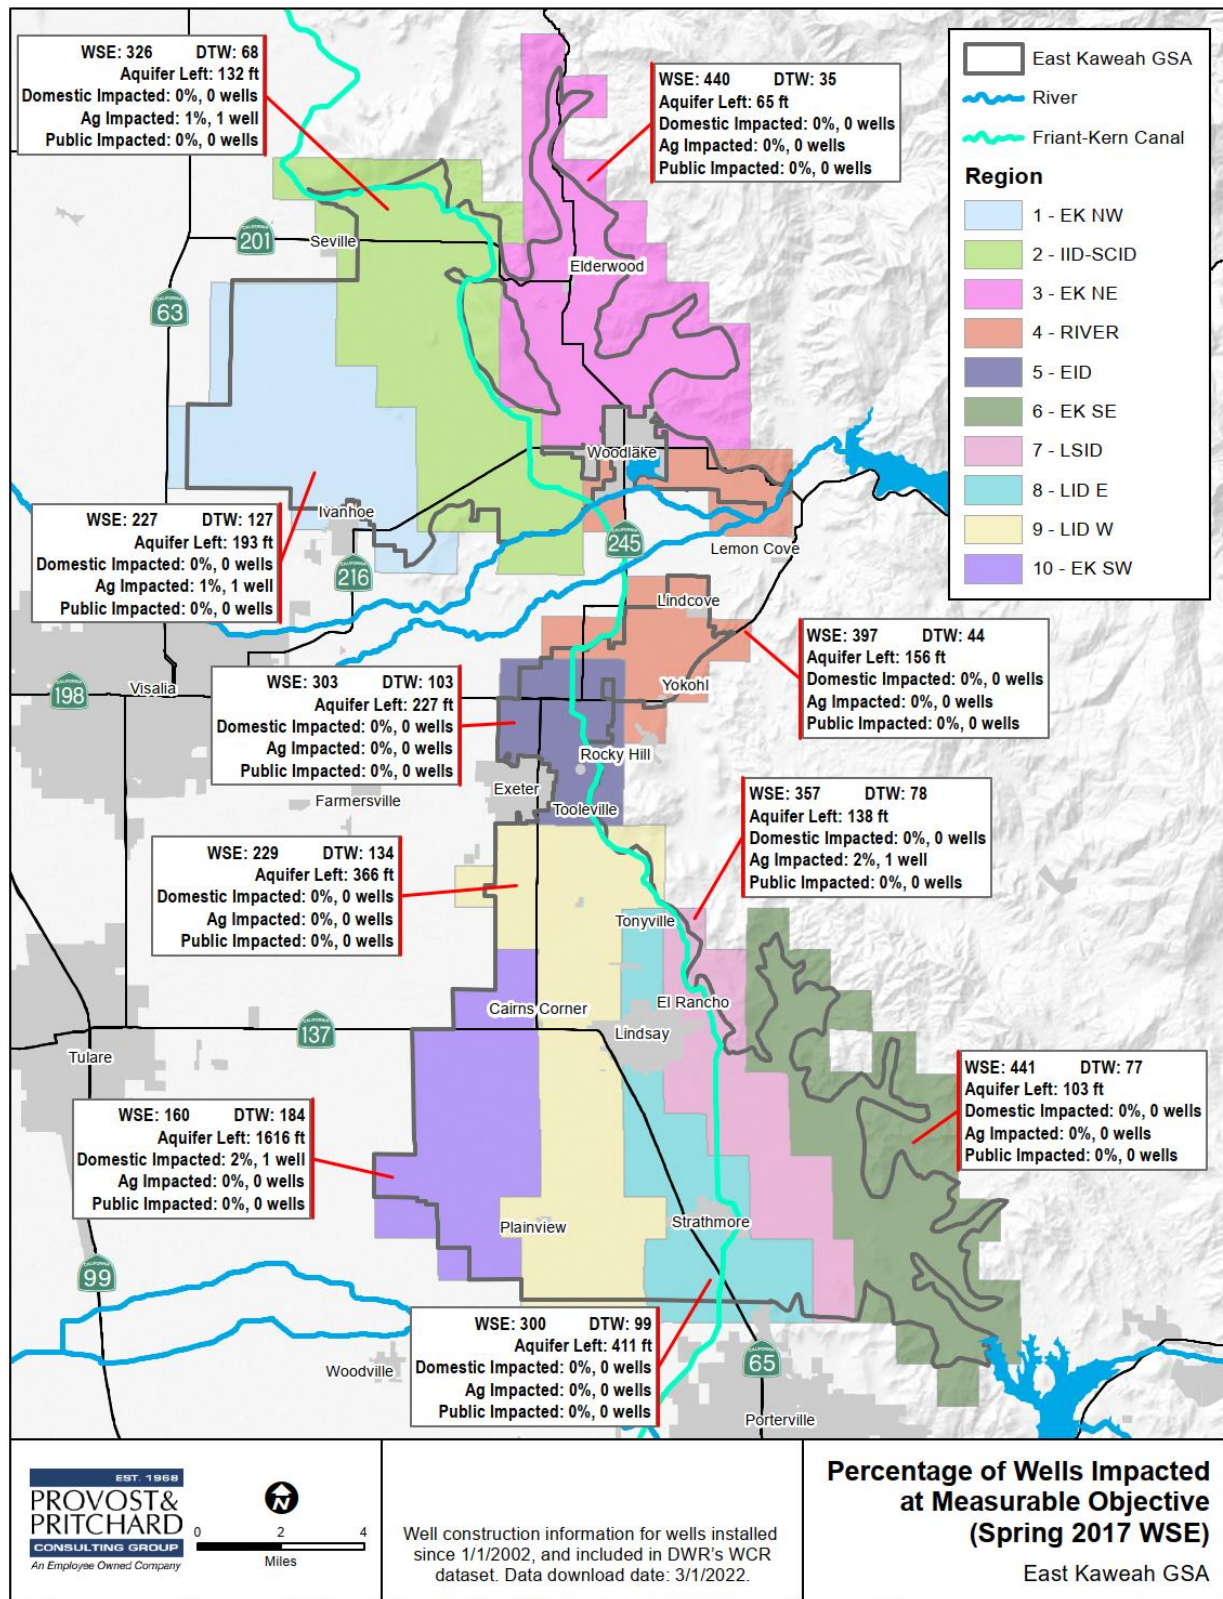 WSE: 326 DTW: 68
Aquifer Left: 132 ft
Domestic Impacted: 0%, 0 wells
Ag Impacted: 1%, 1 well
Public Impacted: 0%, 0 wells
WSE: 440 DTW: 35
Aquifer Left: 65 ft
Domestic Impacted: 0%, 0 wells
Ag Impacted: 0%, 0 wells
Public Impacted: 0%, 0 wells
East Kaweah GSA
River
Friant-Kern Canal
Region
1 - EK NW
2 - IID-SCID
3 - EK NE
4 - RIVER
5 - EID
6 - EK SE
7 - LSID
8 - LID E
9 - LID W
10 - EK SW
CALIFORNIA
201
Seville
Elderwood
CALIFORNIA
63
Woodlake
WSE: 227 DTW: 127
Aquifer Left: 193 ft
Domestic Impacted: 0%, 0 wells
Ag Impacted: 1%, 1 well
Public Impacted: 0%, 0 wells
Ivanhoe
CALIFORNIA
216
CALIFORNIA
245
Lemon Cove
Lindcove
WSE: 397 DTW: 44
Aquifer Left: 156 ft
Domestic Impacted: 0%, 0 wells
Ag Impacted: 0%, 0 wells
Public Impacted: 0%, 0 wells
CALIFORNIA
198
Visalia
Yokohl
WSE: 303 DTW: 103
Aquifer Left: 227 ft
Domestic Impacted: 0%, 0 wells
Ag Impacted: 0%, 0 wells
Public Impacted: 0%, 0 wells
Rocky Hill
Exeter
Farmersville
Tooleville
WSE: 357 DTW: 78
Aquifer Left: 138 ft
Domestic Impacted: 0%, 0 wells
Ag Impacted: 2%, 1 well
Public Impacted: 0%, 0 wells
WSE: 229 DTW: 134
Aquifer Left: 366 ft
Domestic Impacted: 0%, 0 wells
Ag Impacted: 0%, 0 wells
Public Impacted: 0%, 0 wells
Tonyville
El Rancho
Cairns Corner
Lindsay
CALIFORNIA
137
Tulare
WSE: 441 DTW: 77
Aquifer Left: 103 ft
Domestic Impacted: 0%, 0 wells
Ag Impacted: 0%, 0 wells
Public Impacted: 0%, 0 wells
WSE: 160 DTW: 184
Aquifer Left: 1616 ft
Domestic Impacted: 2%, 1 well
Ag Impacted: 0%, 0 wells
Public Impacted: 0%, 0 wells
Plainview
Strathmore
CALIFORNIA
99
WSE: 300 DTW: 99
Aquifer Left: 411 ft
Domestic Impacted: 0%, 0 wells
Ag Impacted: 0%, 0 wells
Public Impacted: 0%, 0 wells
Woodville
CALIFORNIA
65
Porterville
EST. 1968
PROVOST&
PRITCHARD
CONSULTING GROUP
An Employee Owned Company
N
0 2 4
Miles
Well construction information for wells installed
since 1/1/2002, and included in DWR's WCR
dataset. Data download date: 3/1/2022.
Percentage of Wells Impacted
at Measurable Objective
(Spring 2017 WSE)
East Kaweah GSA